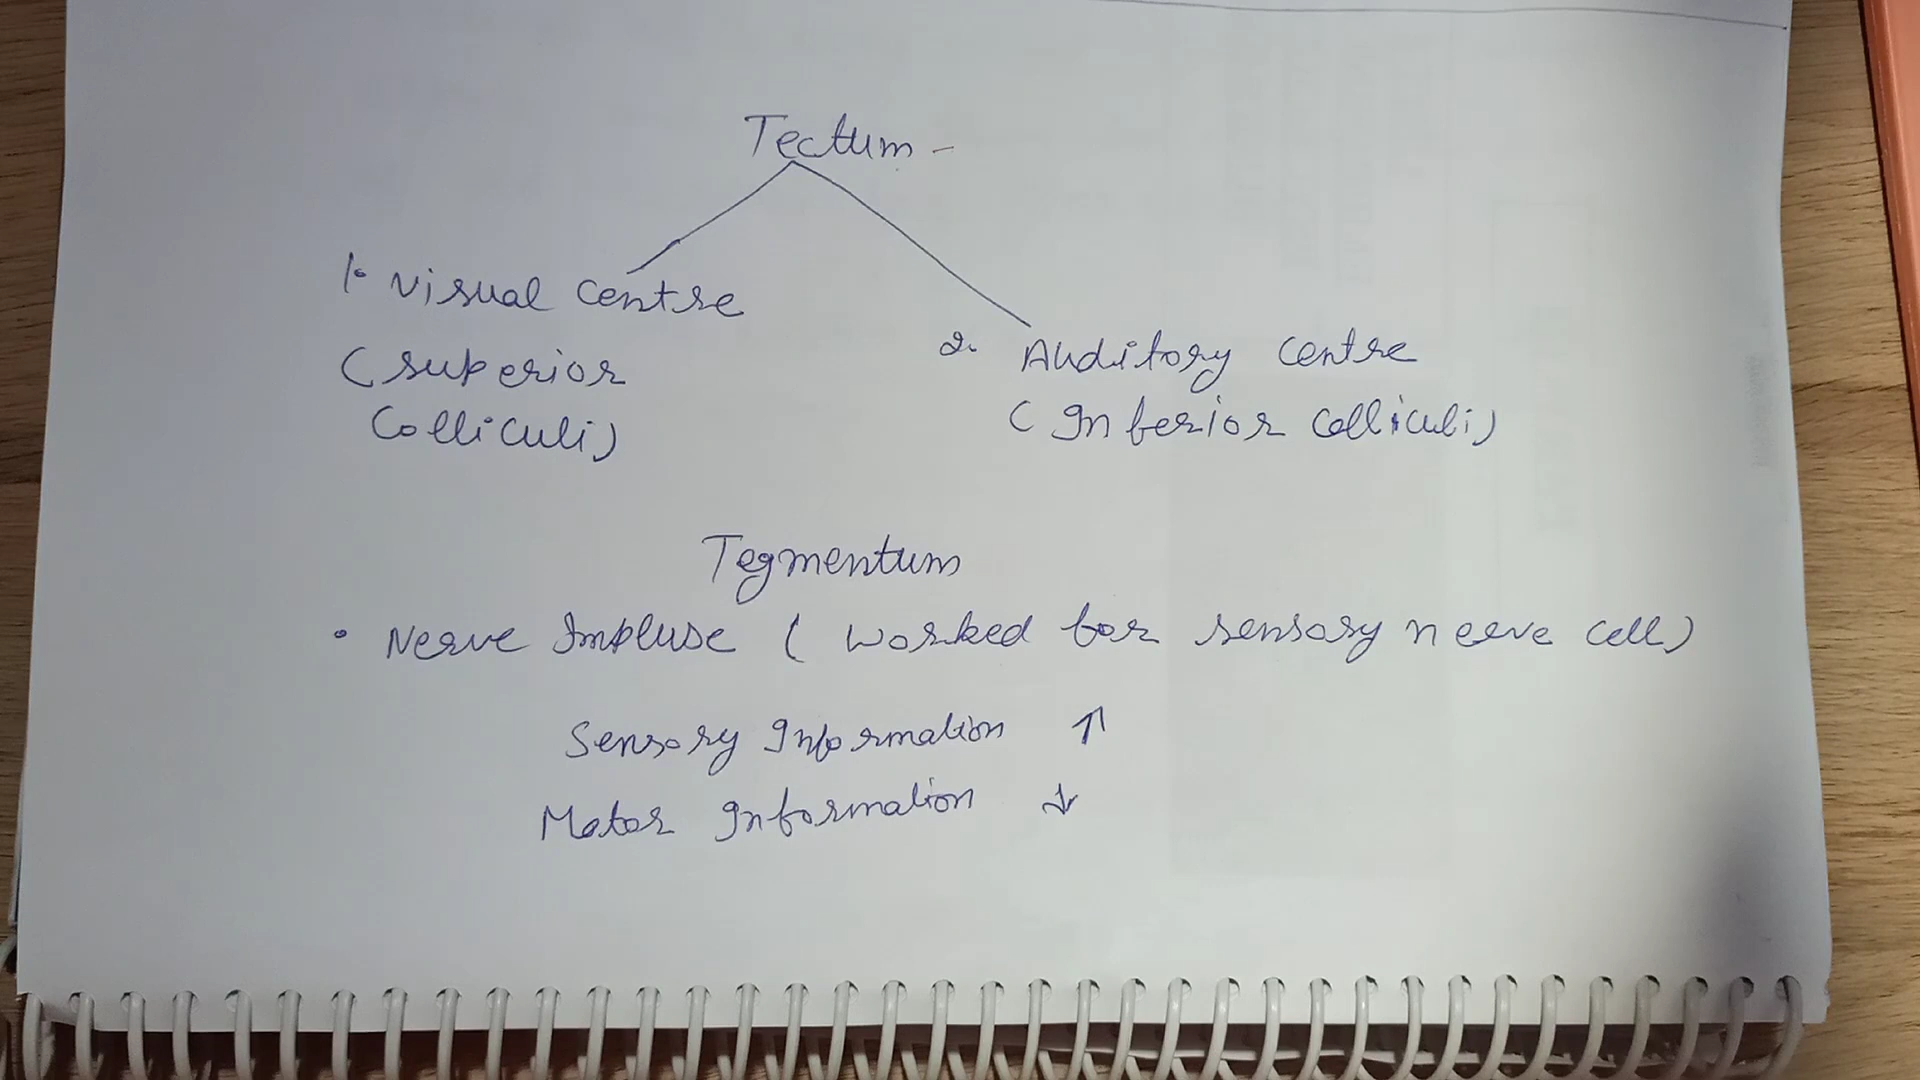 Tectum -
1. Visual Centre
(superior
Colliculi)
2. Auditory Centre
(Inferior Colliculi)
Tegmentum
• Nerve Impluse ( worked for sensory nerve cell)
Sensory Information ↑
Motor Information ↓